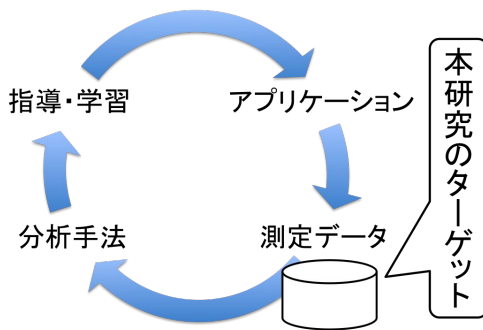 指導・学習
アプリケーション
分析手法
測定データ
本研究のターゲット